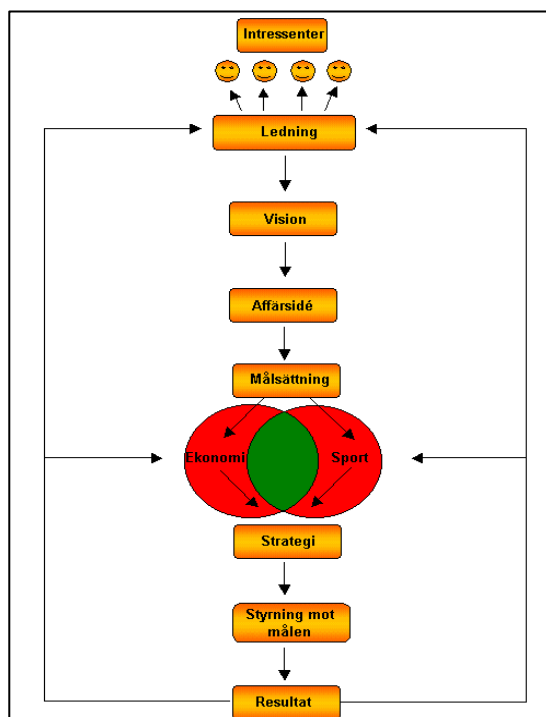 Intressenter
Ledning
Vision
Affärsidé
Målsättning
Ekonomi
Sport
Strategi
Styrning mot
målen
Resultat